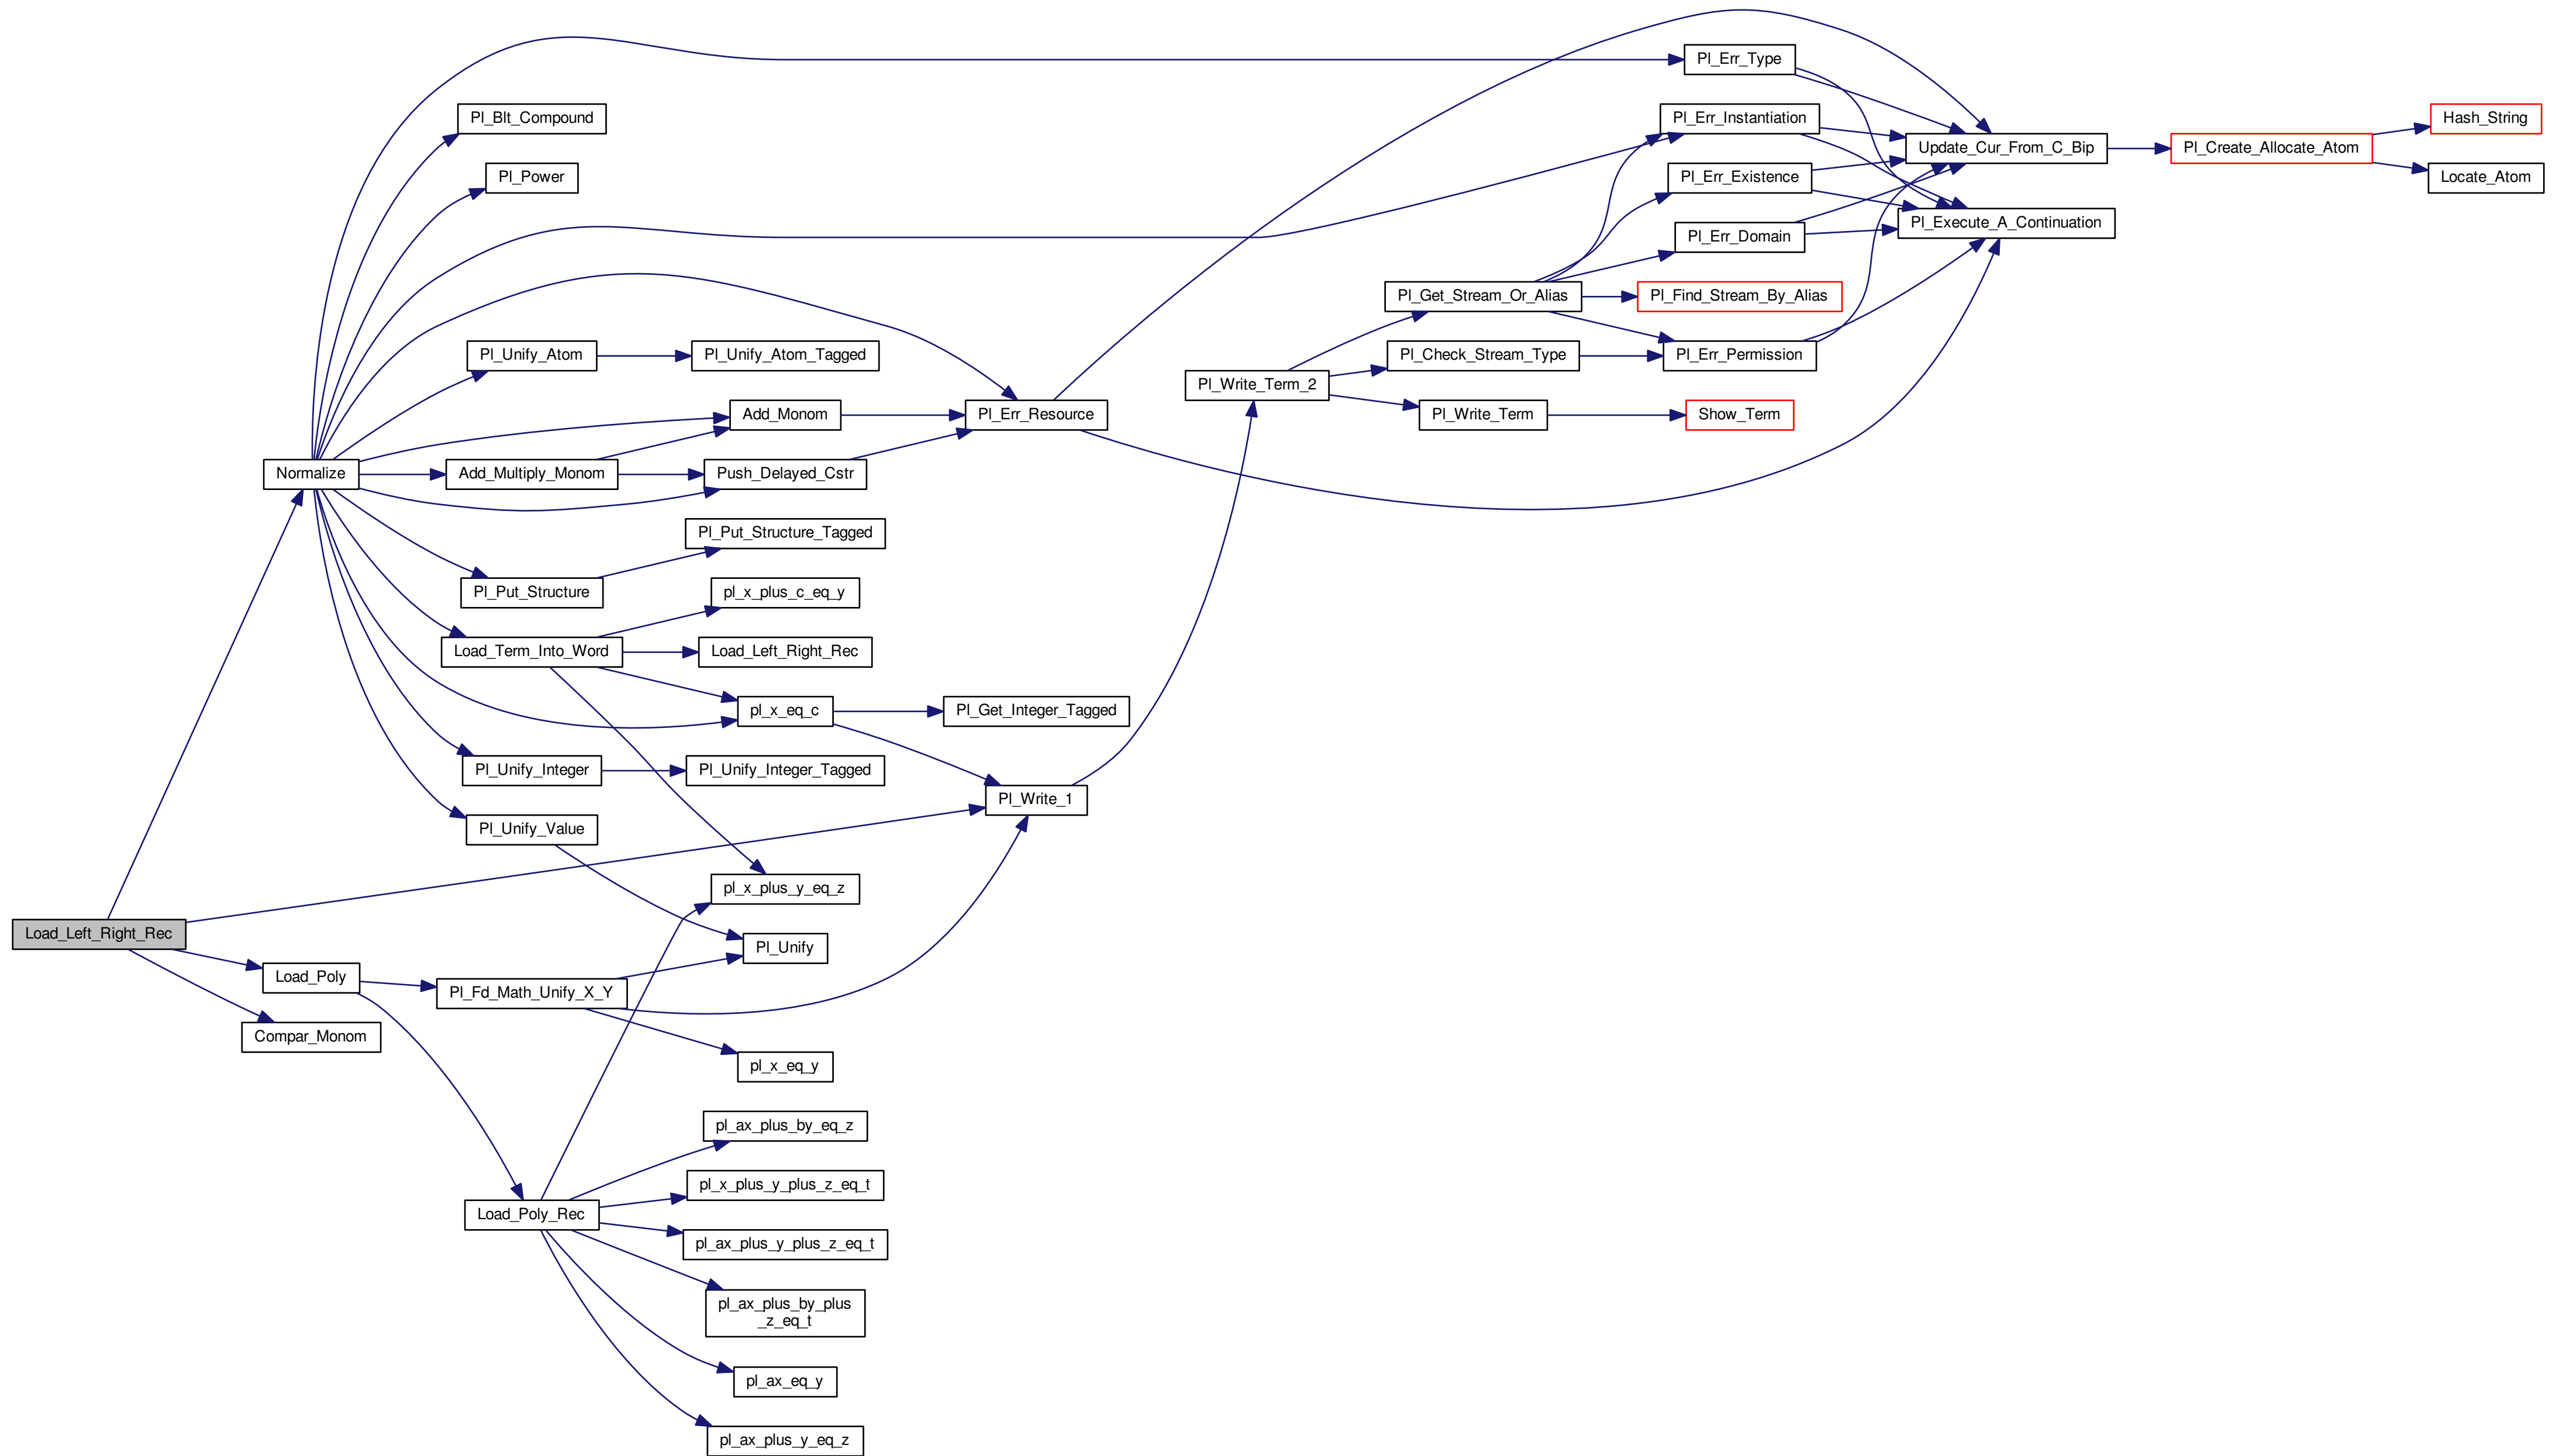 Pl_Err_Type
Pl_Blt_Compound
Pl_Err_Instantiation
Hash_String
Update_Cur_From_C_Bip
Pl_Create_Allocate_Atom
Pl_Power
Pl_Err_Existence
Locate_Atom
Pl_Execute_A_Continuation
Pl_Err_Domain
Pl_Get_Stream_Or_Alias
Pl_Find_Stream_By_Alias
Pl_Unify_Atom
Pl_Unify_Atom_Tagged
Pl_Check_Stream_Type
Pl_Err_Permission
Pl_Write_Term_2
Add_Monom
Pl_Err_Resource
Pl_Write_Term
Show_Term
Normalize
Add_Multiply_Monom
Push_Delayed_Cstr
Pl_Put_Structure_Tagged
Pl_Put_Structure
pl_x_plus_c_eq_y
Load_Term_Into_Word
Load_Left_Right_Rec
pl_x_eq_c
Pl_Get_Integer_Tagged
Pl_Unify_Integer
Pl_Unify_Integer_Tagged
Pl_Write_1
Pl_Unify_Value
pl_x_plus_y_eq_z
Load_Left_Right_Rec
Pl_Unify
Load_Poly
Pl_Fd_Math_Unify_X_Y
Compar_Monom
pl_x_eq_y
pl_ax_plus_by_eq_z
pl_x_plus_y_plus_z_eq_t
Load_Poly_Rec
pl_ax_plus_y_plus_z_eq_t
pl_ax_plus_by_plus
_z_eq_t
pl_ax_eq_y
pl_ax_plus_y_eq_z